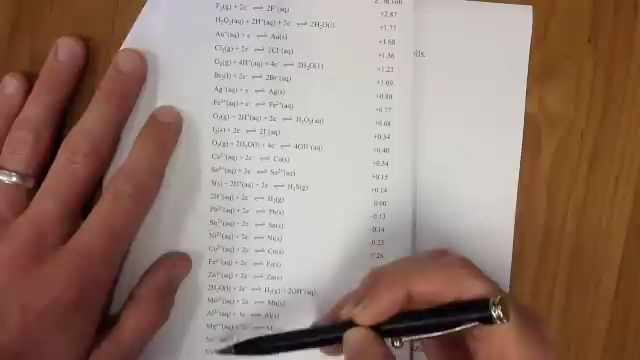 E° in volt
F₂(g) + 2e⁻ ⇌ 2F⁻(aq) +2.87
H₂O₂(aq) + 2H⁺(aq) + 2e⁻ ⇌ 2H₂O(l) +1.77
Au⁺(aq) + e⁻ ⇌ Au(s) +1.68
Cl₂(g) + 2e⁻ ⇌ 2Cl⁻(aq) +1.36
O₂(g) + 4H⁺(aq) + 4e⁻ ⇌ 2H₂O(l) +1.23
Br₂(l) + 2e⁻ ⇌ 2Br⁻(aq) +1.09
Ag⁺(aq) + e⁻ ⇌ Ag(s) +0.80
Fe³⁺(aq) + e⁻ ⇌ Fe²⁺(aq) +0.77
O₂(g) + 2H⁺(aq) + 2e⁻ ⇌ H₂O₂(aq) +0.68
I₂(s) + 2e⁻ ⇌ 2I⁻(aq) +0.54
O₂(g) + 2H₂O(l) + 4e⁻ ⇌ 4OH⁻(aq) +0.40
Cu²⁺(aq) + 2e⁻ ⇌ Cu(s) +0.34
Sn⁴⁺(aq) + 2e⁻ ⇌ Sn²⁺(aq) +0.15
S(s) + 2H⁺(aq) + 2e⁻ ⇌ H₂S(g) +0.14
2H⁺(aq) + 2e⁻ ⇌ H₂(g) 0.00
Pb²⁺(aq) + 2e⁻ ⇌ Pb(s) −0.13
Sn²⁺(aq) + 2e⁻ ⇌ Sn(s) −0.14
Ni²⁺(aq) + 2e⁻ ⇌ Ni(s) −0.25
Co²⁺(aq) + 2e⁻ ⇌ Co(s) −0.28
Fe²⁺(aq) + 2e⁻ ⇌ Fe(s)
Zn²⁺(aq) + 2e⁻ ⇌ Zn(s)
2H₂O(l) + 2e⁻ ⇌ H₂(g) + 2OH⁻(aq)
Mn²⁺(aq) + 2e⁻ ⇌ Mn(s)
Al³⁺(aq) + 3e⁻ ⇌ Al(s)
Mg²⁺(aq)
ells.